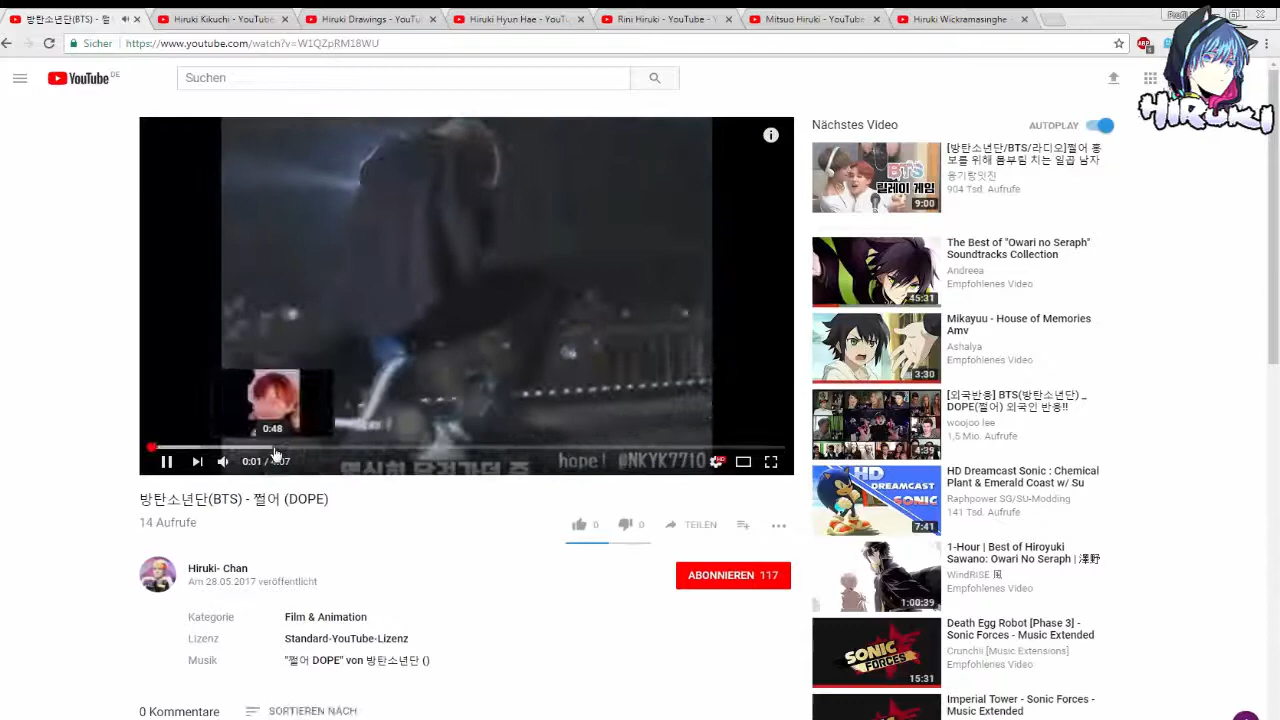 방탄소년단(BTS) - 쩔
Hiruki Kikuchi - YouTube
Hiruki Drawings - YouTu
Hiruki Hyun Hae - YouT
Rini Hiruki - YouTube
Mitsuo Hiruki - YouTube
Hiruki Wickramasinghe
Sicher https://www.youtube.com/watch?v=W1QZpRM18WU
YouTube DE
Suchen
HIRUKI
Nächstes Video
AUTOPLAY
[방탄소년단/BTS/라디오]쩔어 홍
보를 위해 몸부림 치는 일곱 남자
904 Tsd. Aufrufe
BTS
릴레이 게임
9:00
The Best of "Owari no Seraph"
Soundtracks Collection
Andreea
Empfohlenes Video
45:31
Mikayuu - House of Memories
Amv
Ashalya
Empfohlenes Video
3:30
[외국반응] BTS(방탄소년단) _
DOPE(쩔어) 외국인 반응!!
woojoo lee
1,5 Mio. Aufrufe
4:39
HD Dreamcast Sonic : Chemical
Plant & Emerald Coast w/ Su
Raphpower SG/SU-Modding
141 Tsd. Aufrufe
HD DREAMCAST
SONIC
7:41
1-Hour | Best of Hiroyuki
Sawano: Owari No Seraph | 澤野
WindRISE 風
Empfohlenes Video
1:00:39
Death Egg Robot [Phase 3] -
Sonic Forces - Music Extended
Crunchii [Music Extensions]
Empfohlenes Video
SONIC
FORCES
15:31
Imperial Tower - Sonic Forces -
Music Extended
0:48
0:01 /
hope! @NKYK7710
HD
방탄소년단(BTS) - 쩔어 (DOPE)
14 Aufrufe
0
0
TEILEN
Hiruki- Chan
Am 28.05.2017 veröffentlicht
ABONNIEREN 117
Kategorie Film & Animation
Lizenz Standard-YouTube-Lizenz
Musik "쩔어 DOPE" von 방탄소년단 ()
0 Kommentare
SORTIEREN NACH